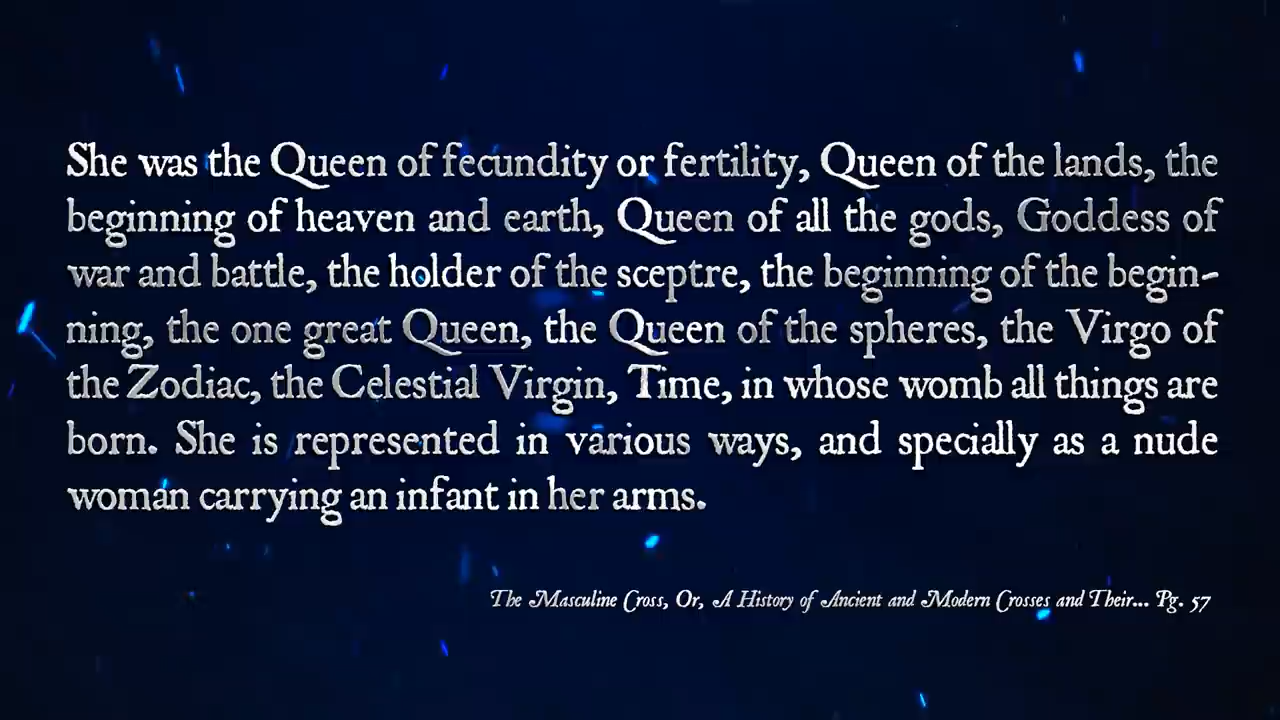 She was the Queen of fecundity or fertility, Queen of the lands, the
beginning of heaven and earth, Queen of all the gods, Goddess of
war and battle, the holder of the sceptre, the beginning of the begin-
ning, the one great Queen, the Queen of the spheres, the Virgo of
the Zodiac, the Celestial Virgin, Time, in whose womb all things are
born. She is represented in various ways, and specially as a nude
woman carrying an infant in her arms.
The Masculine Cross, Or, A History of Ancient and Modern Crosses and Their... Pg. 57